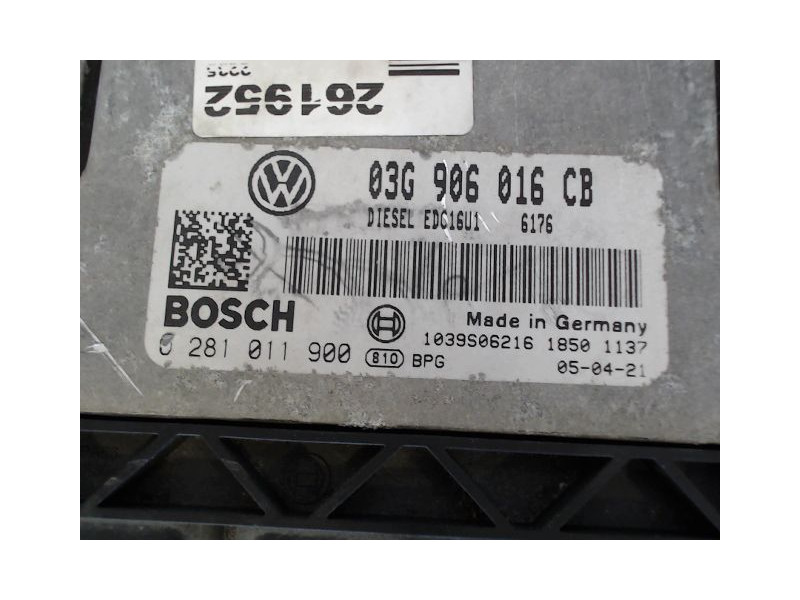 261952
03G 906 016 CB
DIESEL EDC16U1 6176
BOSCH
Made in Germany
0 281 011 900 810 BPG
1039S06216 1850 1137
05-04-21